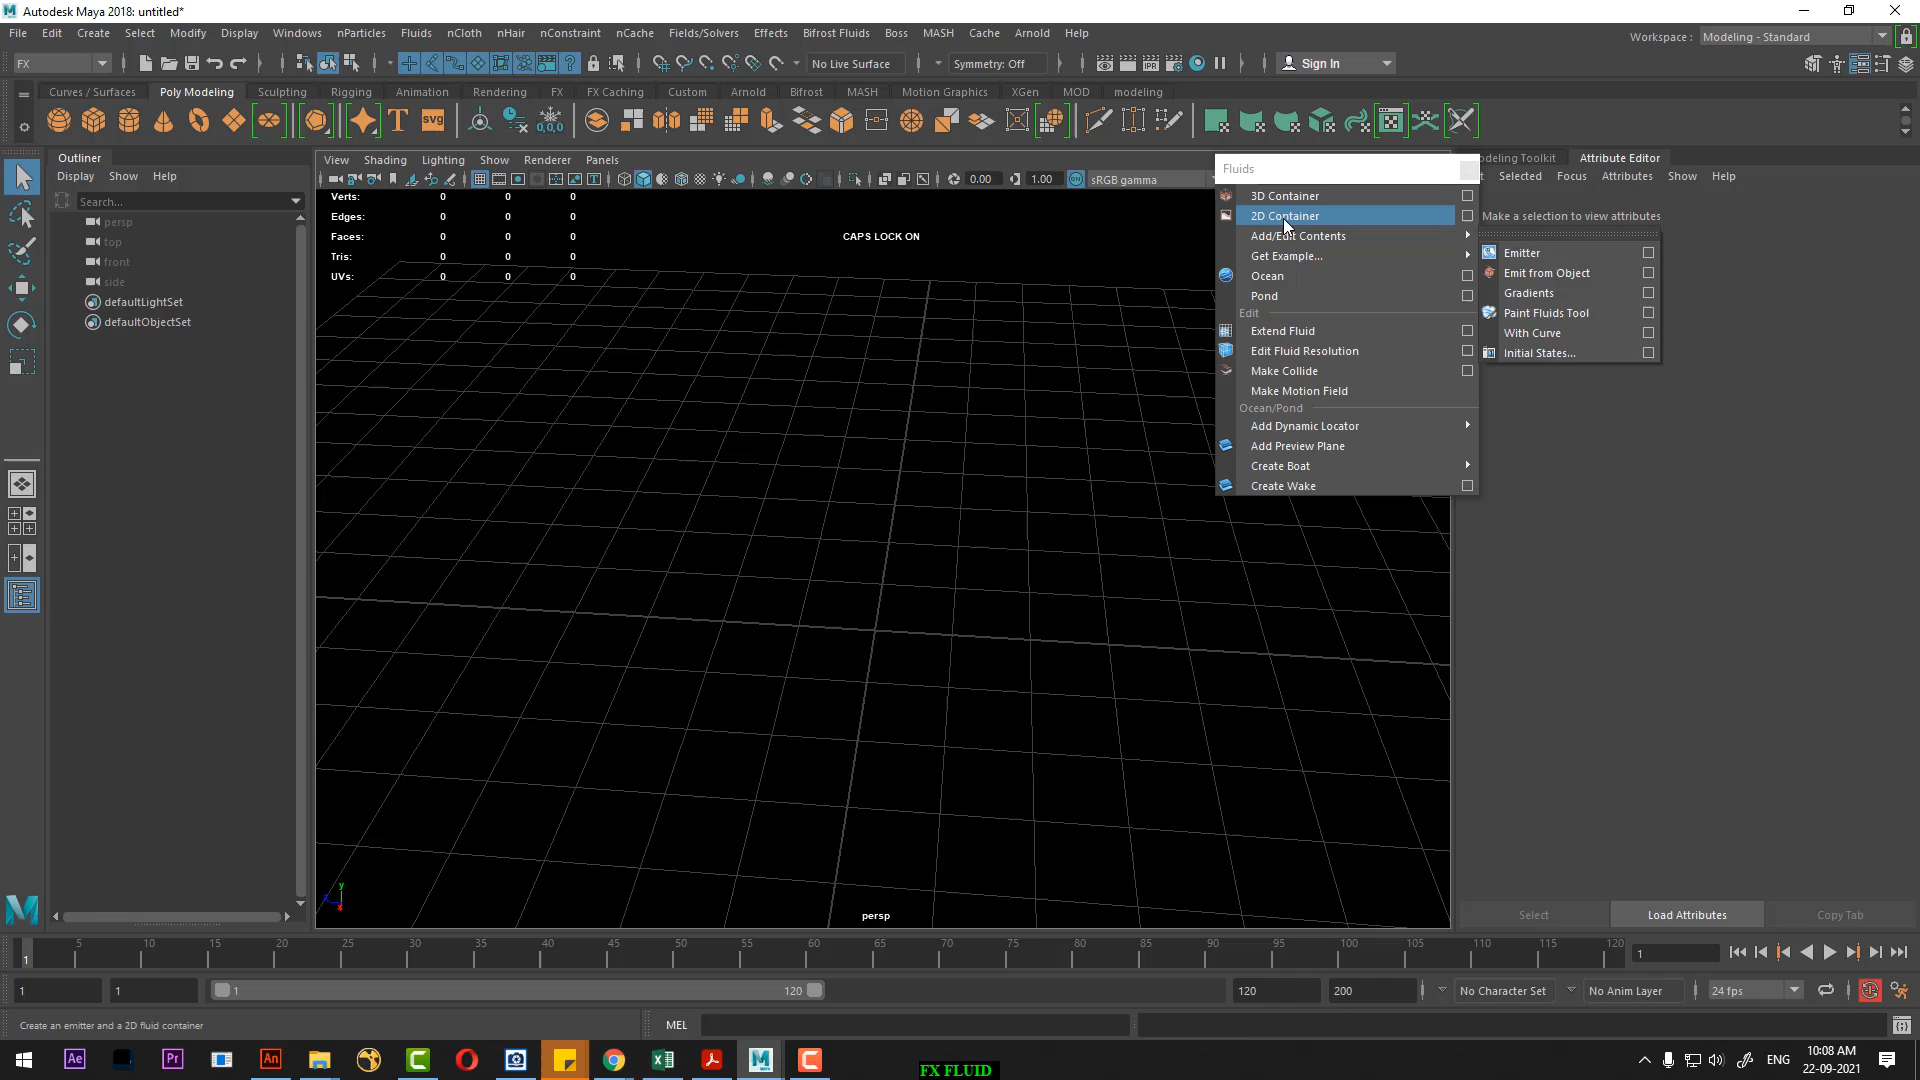 Autodesk Maya 2018: untitled*
File Edit Create Select Modify Display Windows nParticles Fluids nCloth nHair nConstraint nCache Fields/Solvers Effects Bifrost Fluids Boss MASH Cache Arnold Help
Workspace : Modeling - Standard
FX No Live Surface Symmetry: Off Sign In
Curves / Surfaces Poly Modeling Sculpting Rigging Animation Rendering FX FX Caching Custom Arnold Bifrost MASH Motion Graphics XGen MOD modeling
T SVG 0,0,0
Outliner
Display Show Help
Search...
persp
top
front
side
defaultLightSet
defaultObjectSet
View Shading Lighting Show Renderer Panels
0.00 1.00 ON sRGB gamma
Verts: 0 0 0
Edges: 0 0 0
Faces: 0 0 0
Tris: 0 0 0
UVs: 0 0 0
CAPS LOCK ON
persp
y
Fluids
3D Container
2D Container
Add/Edit Contents
Get Example...
Ocean
Pond
Edit
Extend Fluid
Edit Fluid Resolution
Make Collide
Make Motion Field
Ocean/Pond
Add Dynamic Locator
Add Preview Plane
Create Boat
Create Wake
Emitter
Emit from Object
Gradients
Paint Fluids Tool
With Curve
Initial States...
deling Toolkit Attribute Editor
t Selected Focus Attributes Show Help
Make a selection to view attributes
Select Load Attributes Copy Tab
1 5 10 15 20 25 30 35 40 45 50 55 60 65 70 75 80 85 90 95 100 105 110 115 120 1
1 1 1 120 120 200 No Character Set No Anim Layer 24 fps
Create an emitter and a 2D fluid container MEL
Ae Pr An
FX FLUID
ENG 10:08 AM
22-09-2021